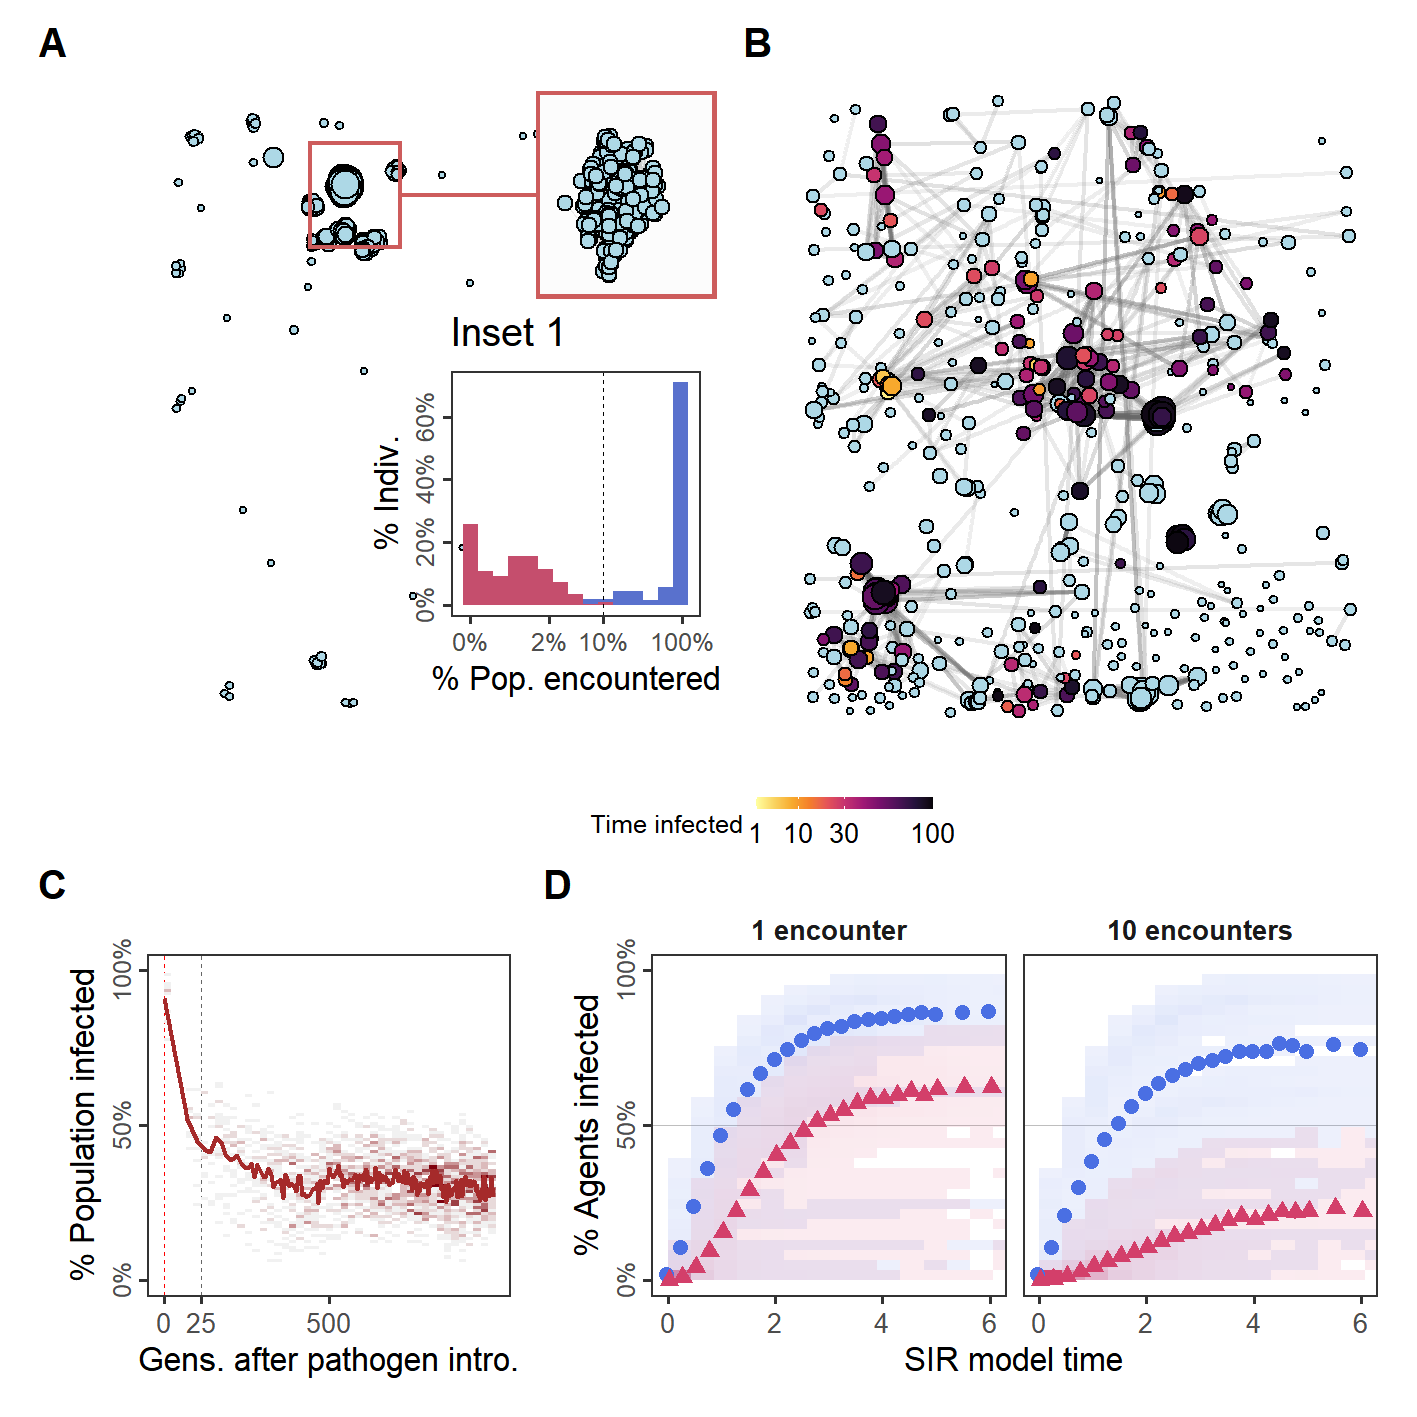 A
B
Inset 1
% Indiv.
0% 20% 40% 60%
0% 2% 10% 100%
% Pop. encountered
Time infected 1 10 30 100
C
% Population infected
0% 50% 100%
0 25 500
Gens. after pathogen intro.
D
1 encounter
10 encounters
% Agents infected
0% 50% 100%
0 2 4 6
0 2 4 6
SIR model time